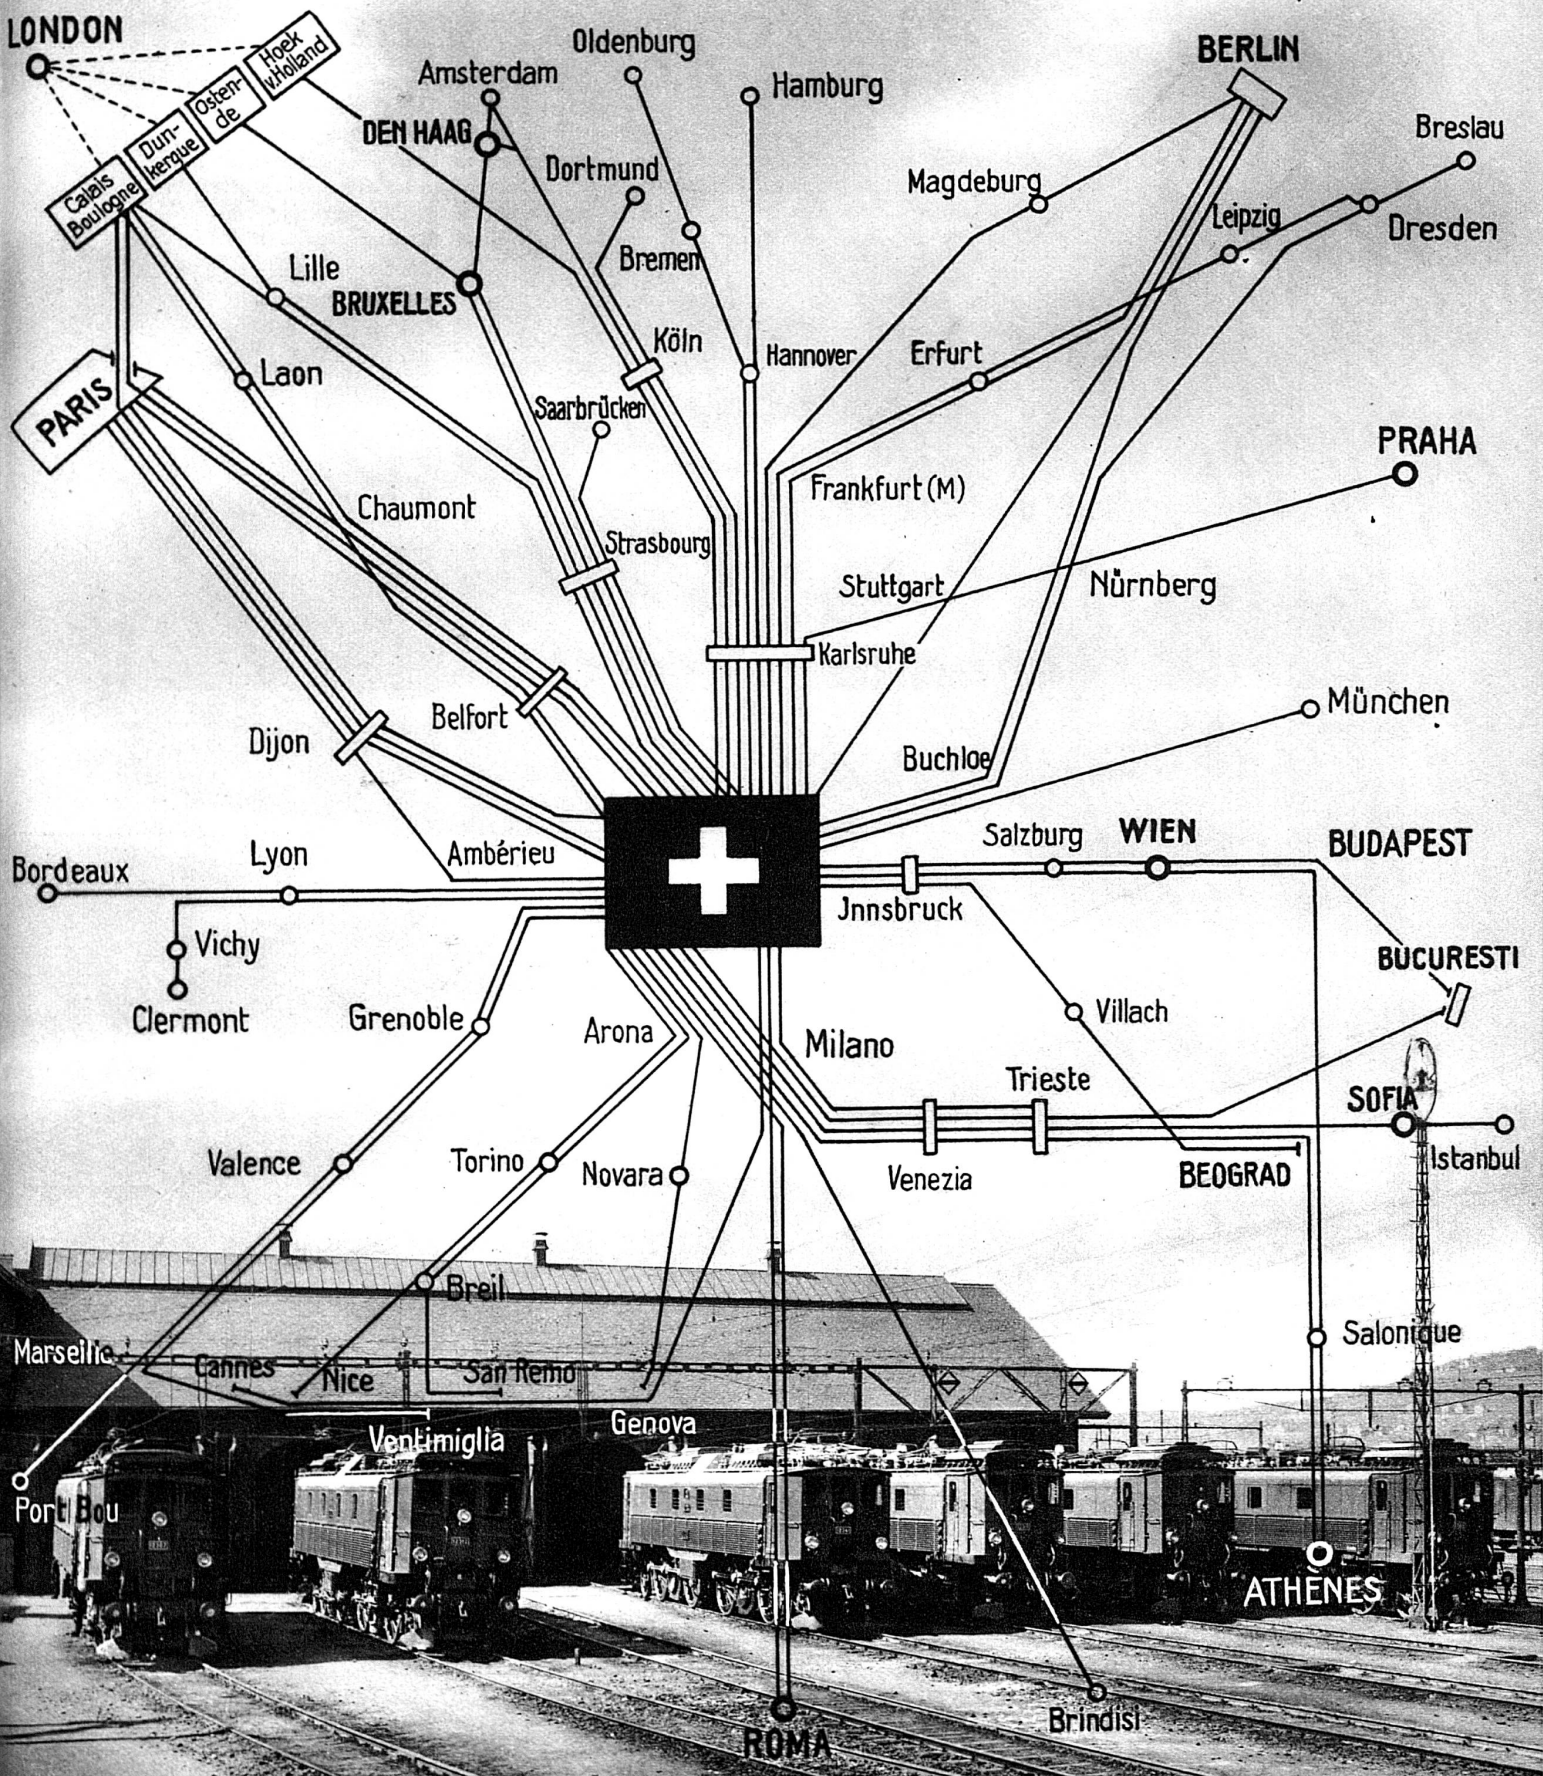 LONDON
Hoek
v.Holland
Osten-
de
Dun-
kerque
Calais
Boulogne
Amsterdam
Oldenburg
Hamburg
BERLIN
DEN HAAG
Breslau
Dortmund
Magdeburg
Leipzig
Dresden
Lille
BRUXELLES
Bremen
Köln
Hannover
Erfurt
Laon
PARIS
Saarbrücken
PRAHA
Frankfurt (M)
Chaumont
Strasbourg
Stuttgart
Nürnberg
Karlsruhe
Dijon
Belfort
München
Buchloe
Salzburg
WIEN
BUDAPEST
Bordeaux
Lyon
Ambérieu
Jnnsbruck
Vichy
BUCURESTI
Clermont
Grenoble
Arona
Milano
Villach
Trieste
SOFIA
Valence
Torino
Novara
Venezia
BEOGRAD
Istanbul
Breil
Salonique
Marseille
Cannes
Nice
San Remo
Ventimiglia
Genova
Port Bou
ATHÈNES
ROMA
Brindisi